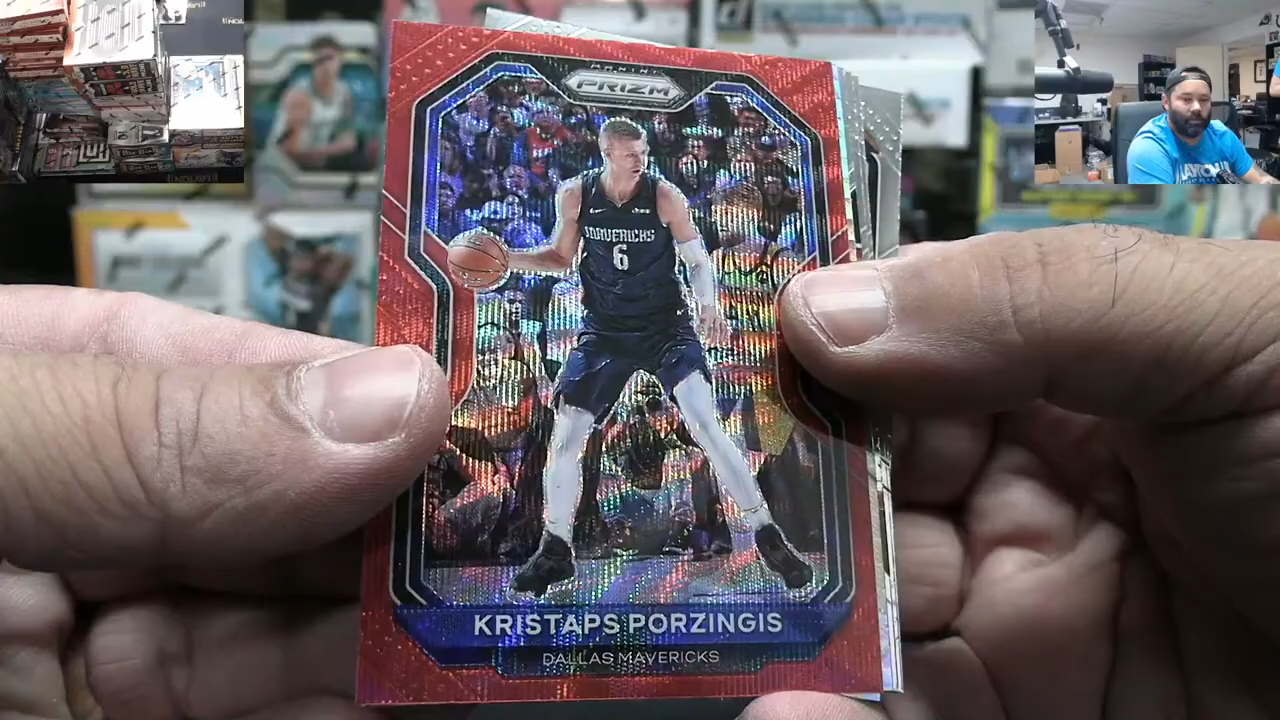 PANINI
PRIZM
MAVERICKS
6
KRISTAPS PORZINGIS
DALLAS MAVERICKS